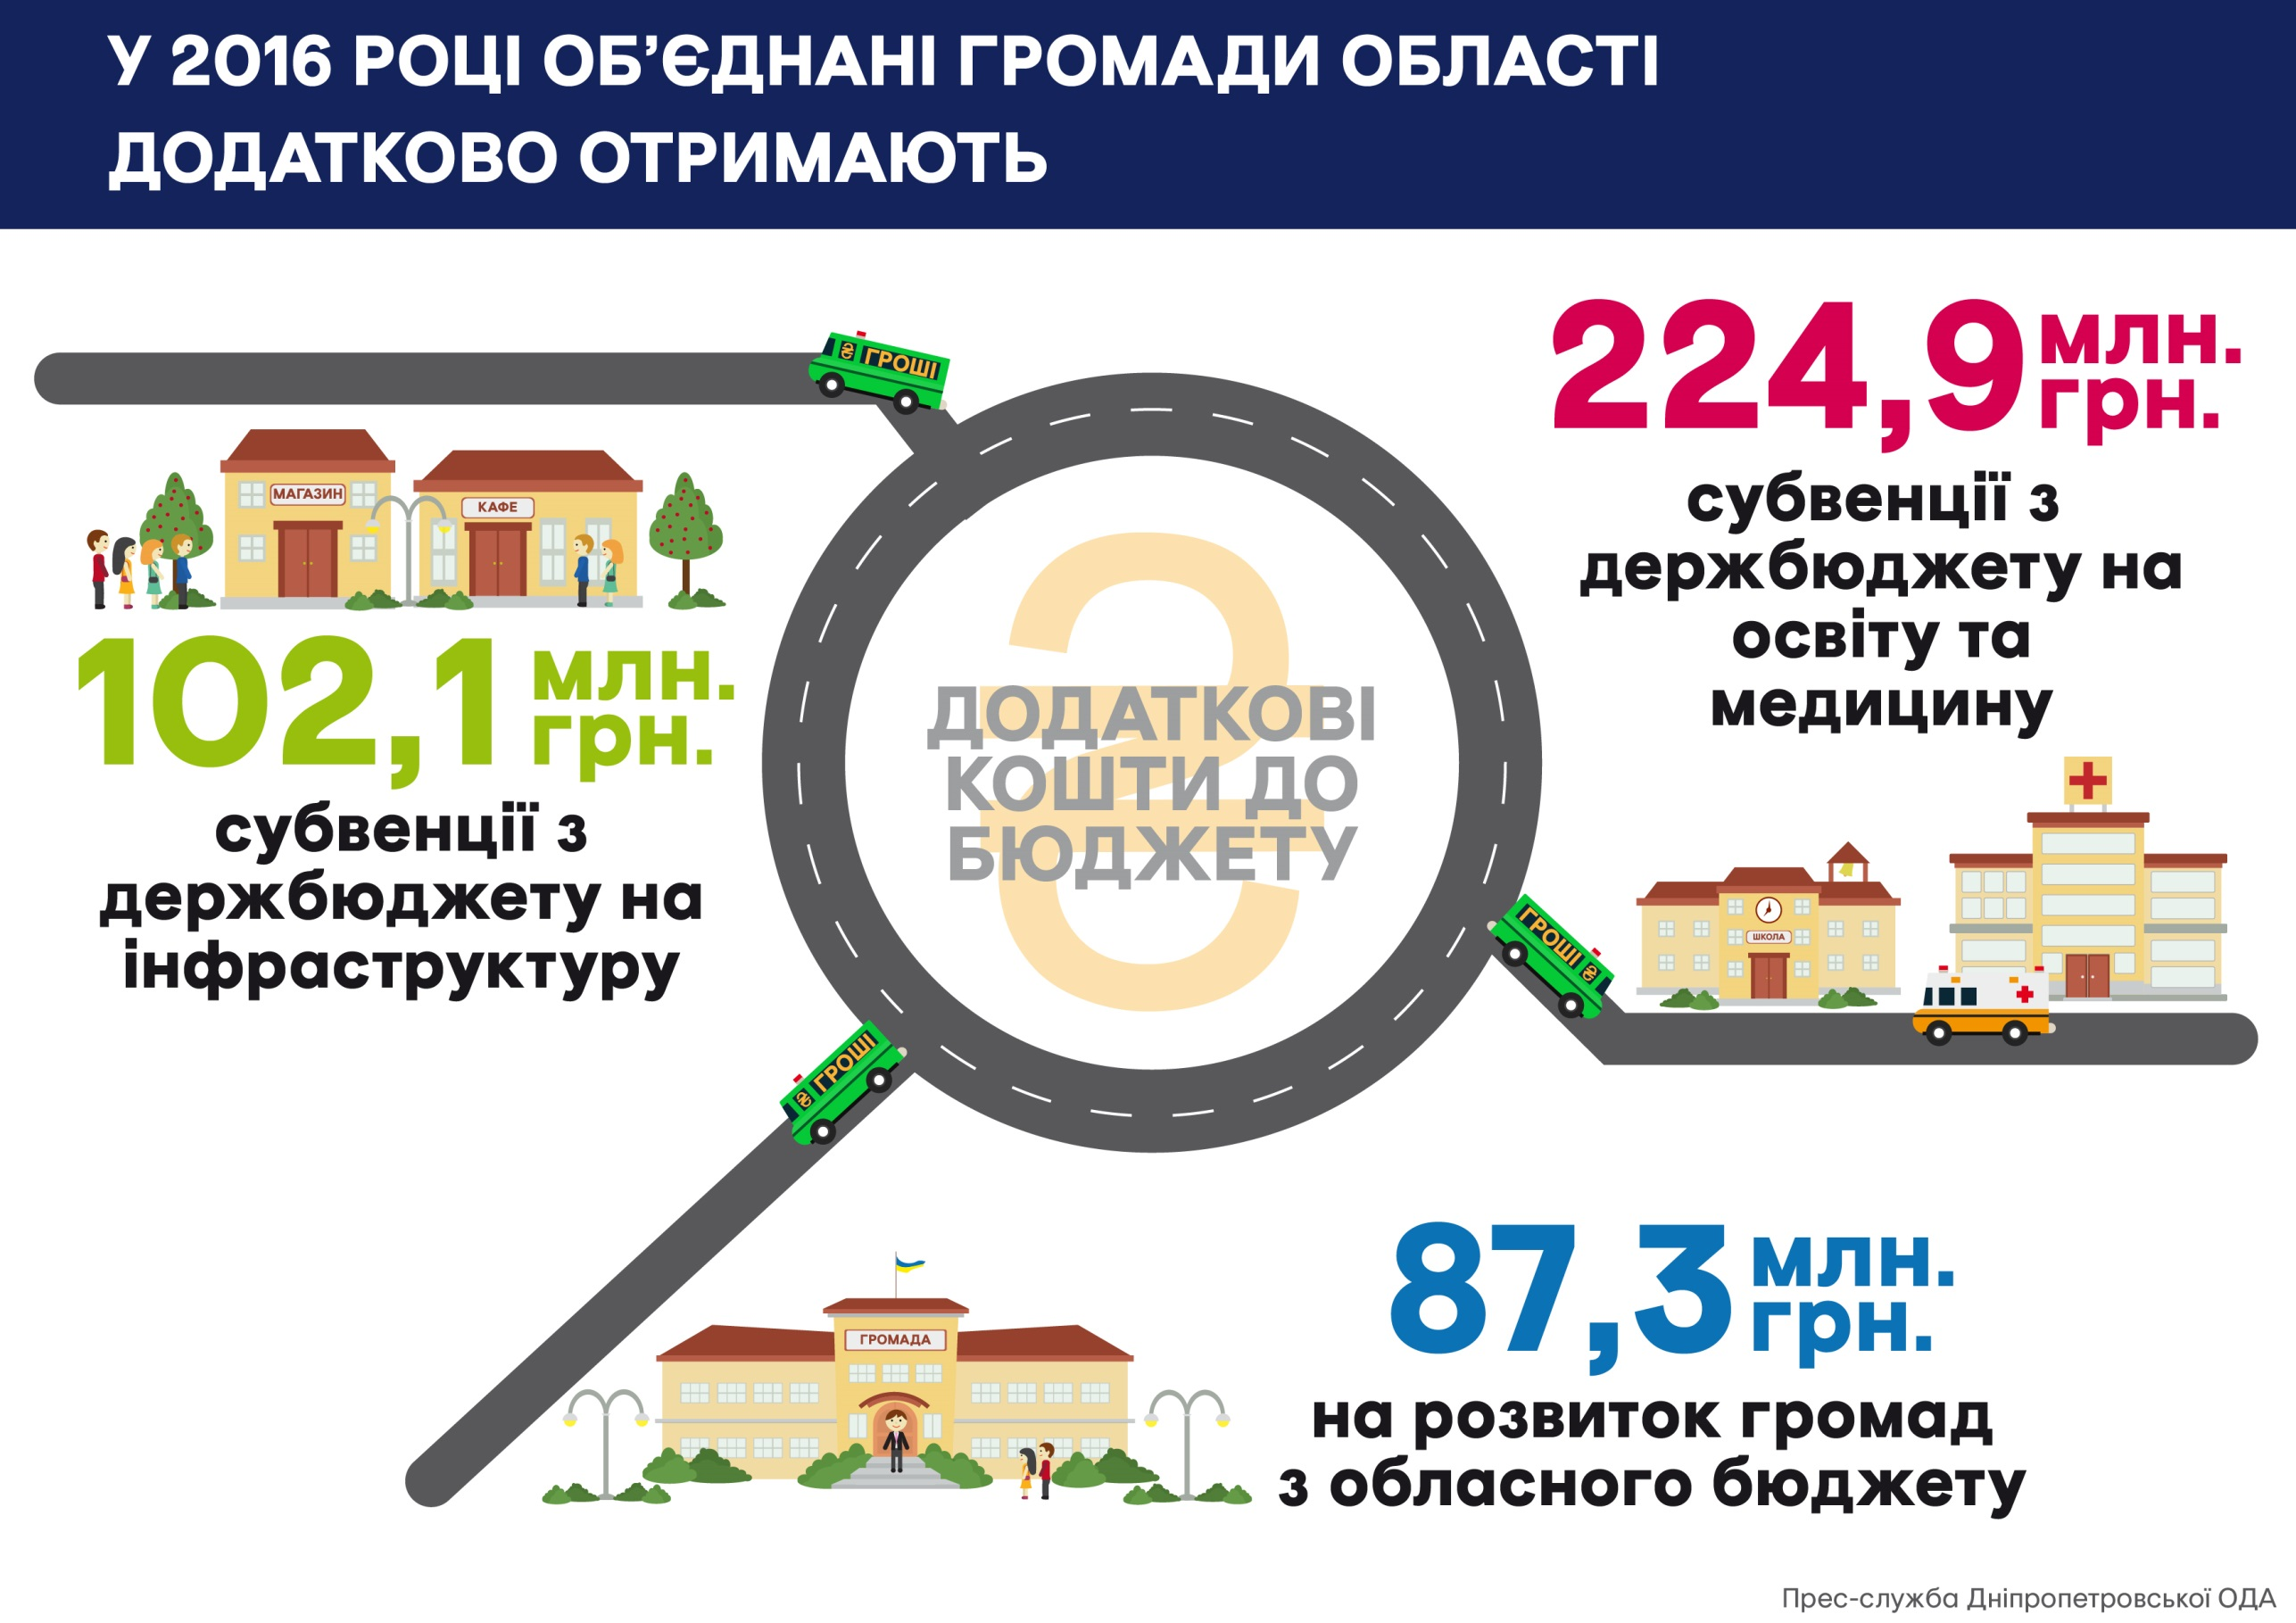 У 2016 РОЦІ ОБ’ЄДНАНІ ГРОМАДИ ОБЛАСТІ
ДОДАТКОВО ОТРИМАЮТЬ
₴ ГРОШІ
МАГАЗИН
КАФЕ
102,1 млн. грн.
субвенції з
держбюджету на
інфраструктуру
₴
ДОДАТКОВІ
КОШТИ ДО
БЮДЖЕТУ
224,9 млн. грн.
субвенції з
держбюджету на
освіту та
медицину
ГРОШІ ₴
ШКОЛА
₴ ГРОШІ
ГРОМАДА
87,3 млн. грн.
на розвиток громад
з обласного бюджету
Прес-служба Дніпропетровської ОДА